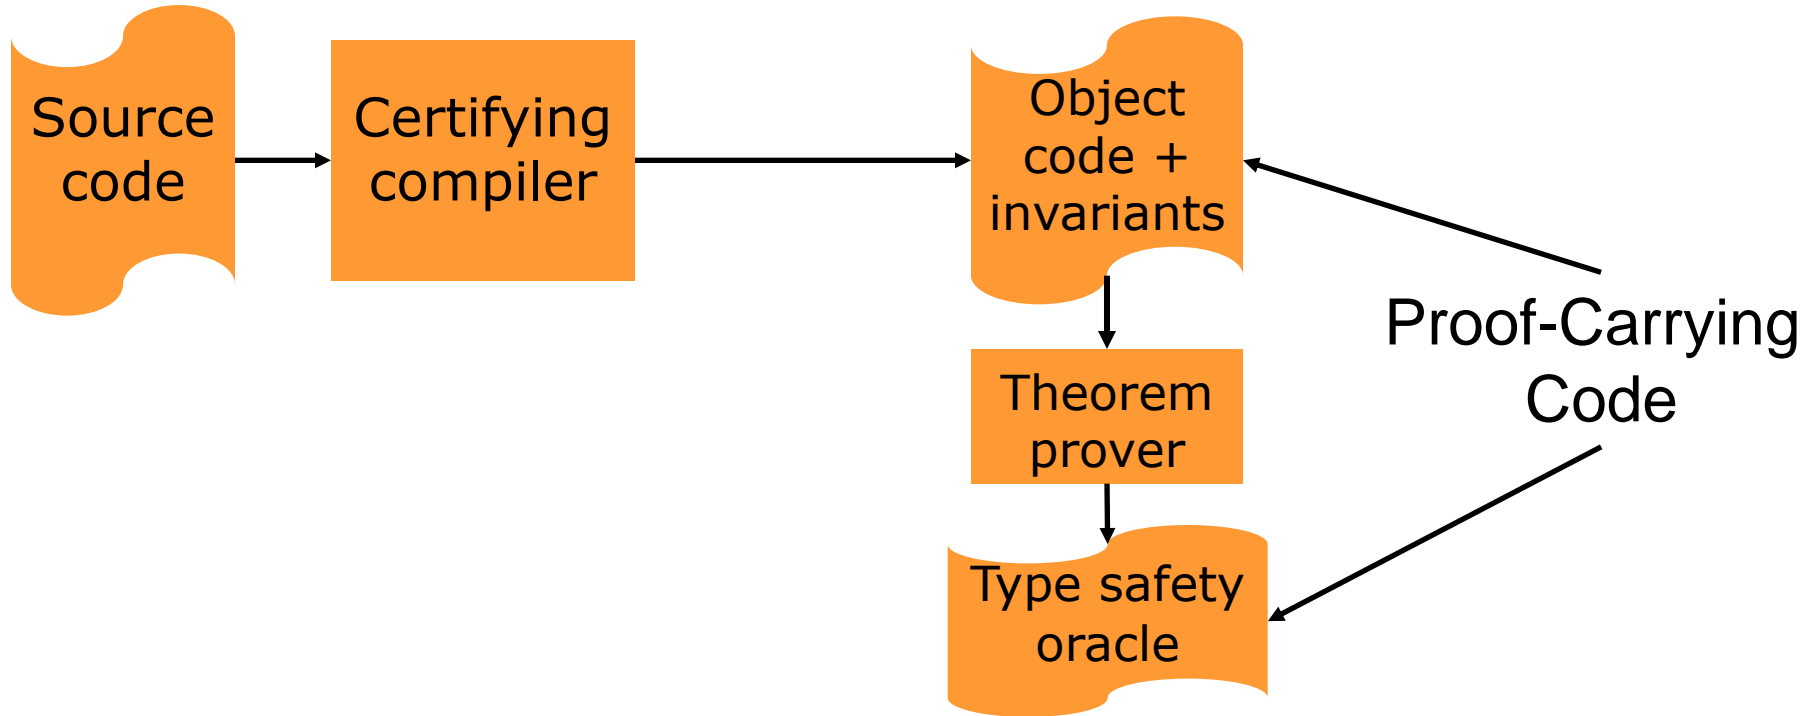 Source
code
Certifying
compiler
Object
code +
invariants
Theorem
prover
Type safety
oracle
Proof-Carrying
Code